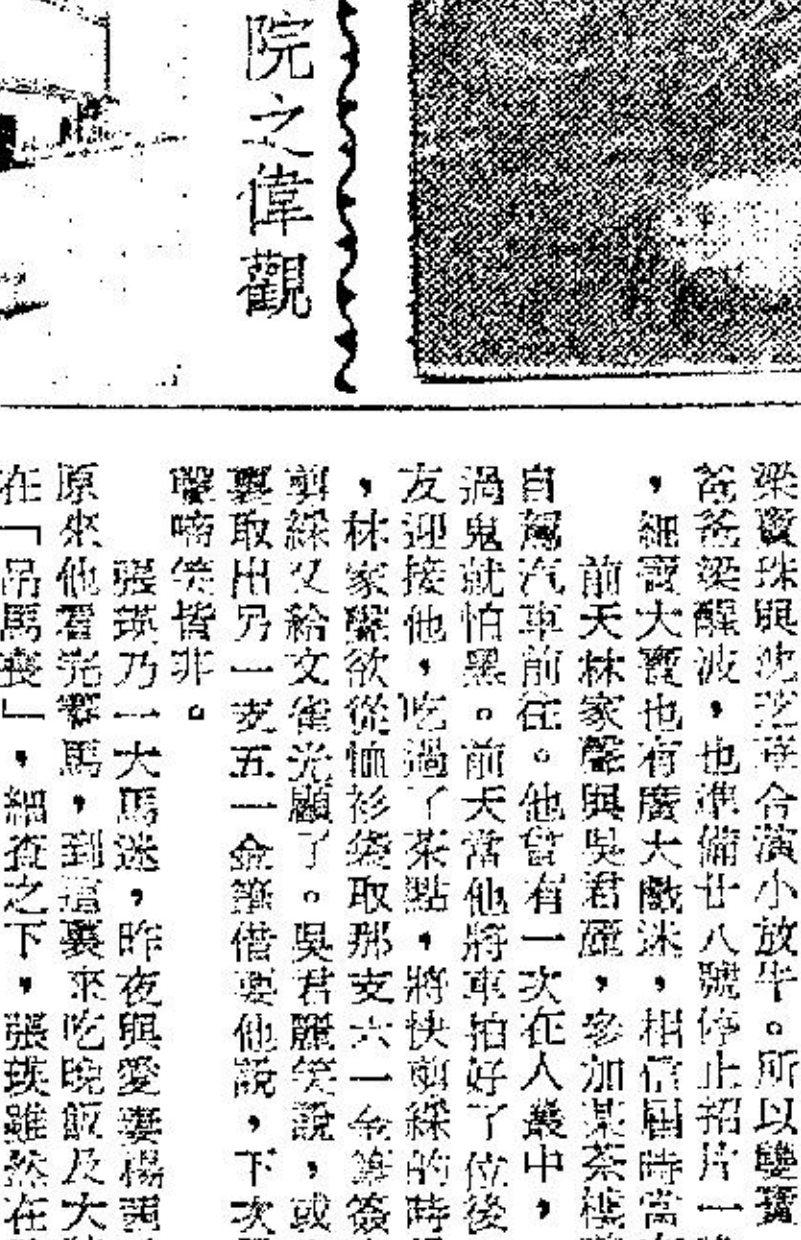 院之偉觀
梁寶珠與沈芝華合演小放牛。所以雙寶
爸爸梁醒波,也準備廿八號停止招片一
,細寶大寶也有廣大戲迷,相信屆時當
前天林家聲與吳君麗,參加某茶樓
自駕汽車前往。他曾有一次在人叢中,
過鬼就怕黑。前天當他將車泊好了位後
友迎接他,吃過了茶點,將快剪綵的時
,林家聲欲從恤衫袋取那支六一金筆簽
剪綵又給文雀光顧了。吳君麗笑說,或
裏取出另一支五一金筆借要他說,下次
聲啼笑皆非。
張瑛乃一大馬迷,昨夜與愛妻楊茜
原來他看完賽馬,到這裏來吃晚飯及大
在「吊馬喪」,細查之下,張瑛雖然在